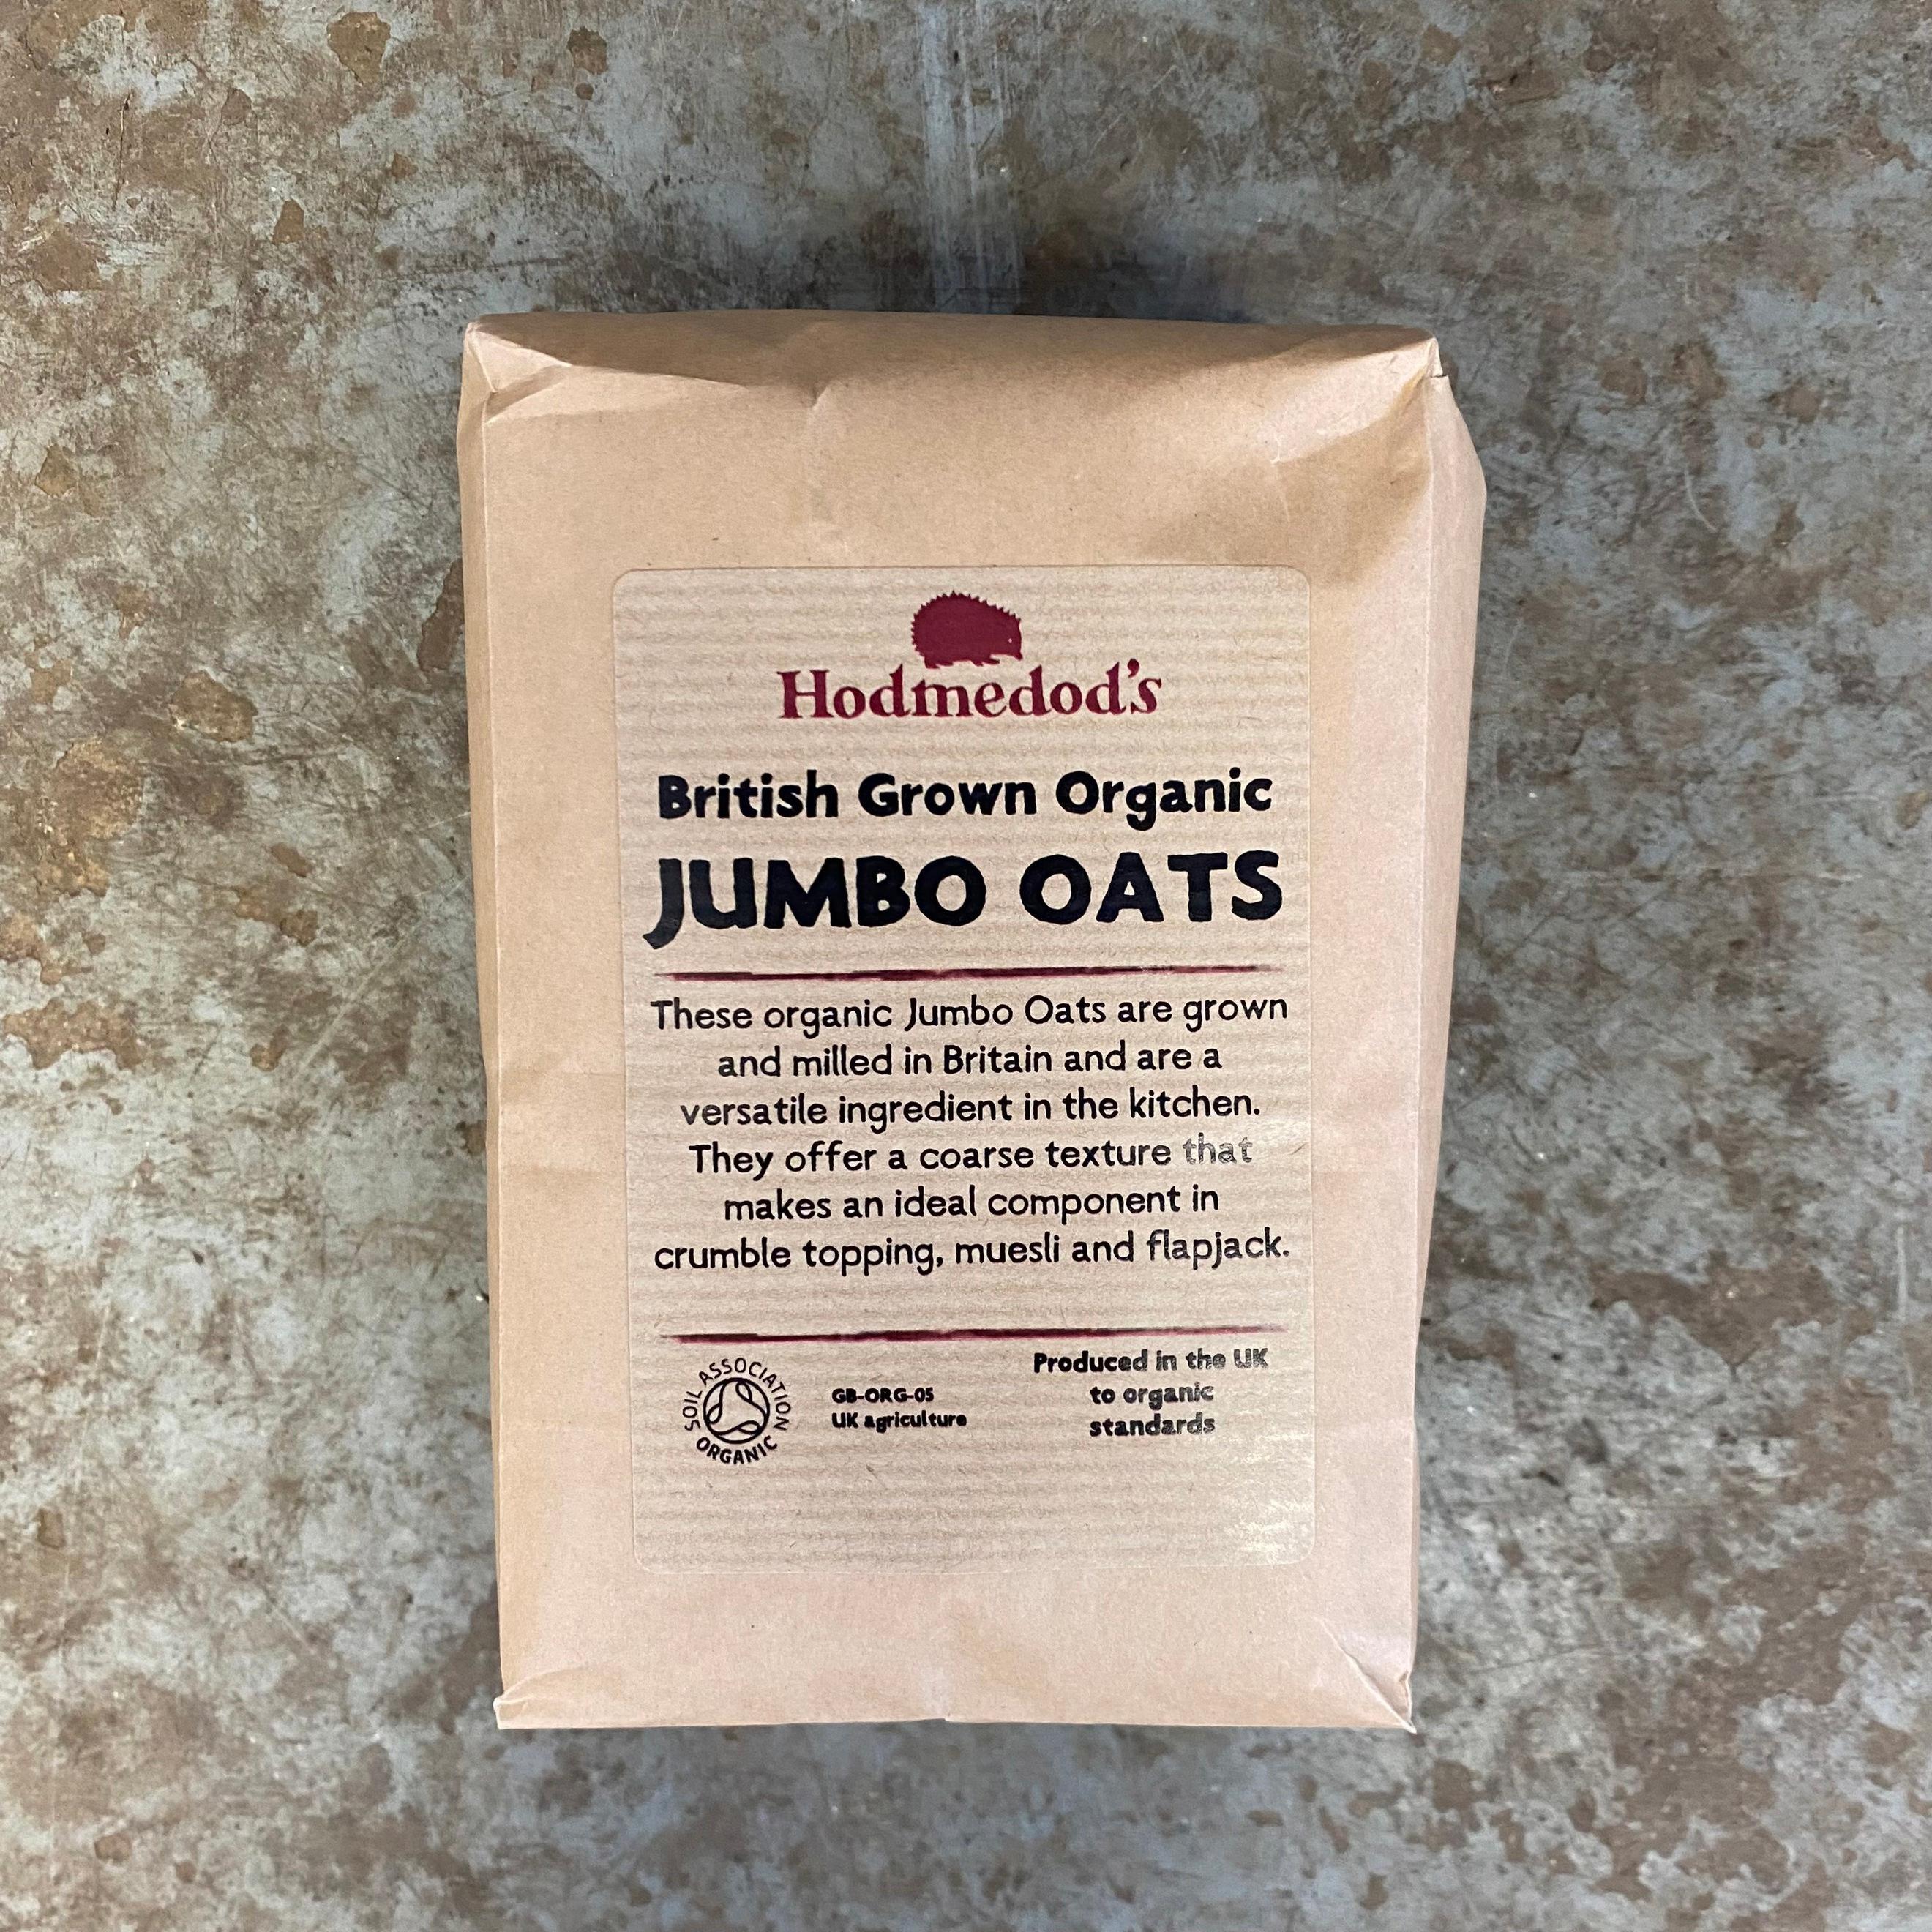 Hodmedod's
British Grown Organic
JUMBO OATS
These organic Jumbo Oats are grown
and milled in Britain and are a
versatile ingredient in the kitchen.
They offer a coarse texture that
makes an ideal component in
crumble topping, muesli and flapjack.
SOIL ASSOCIATION
ORGANIC
GB-ORG-05
UK agriculture
Produced in the UK
to organic
standards